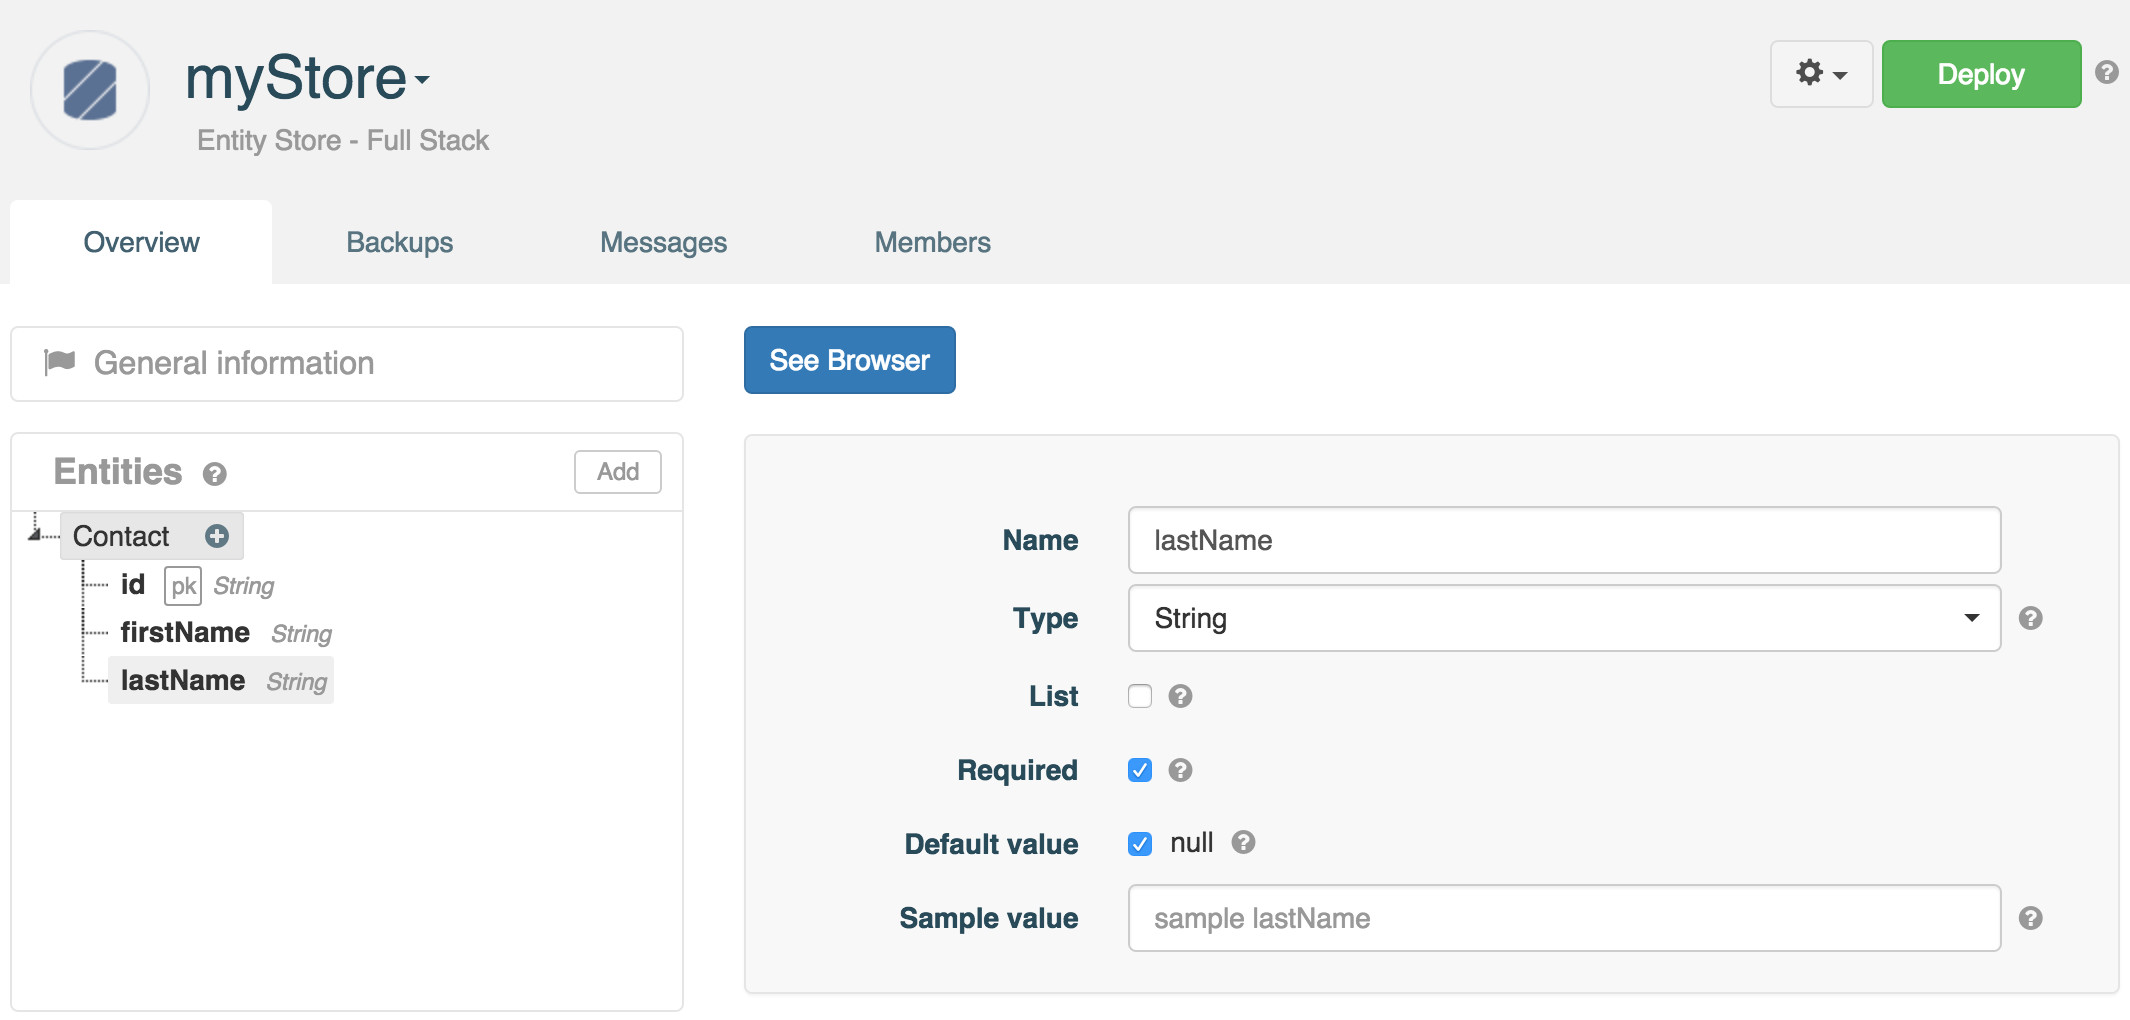 myStore
Entity Store - Full Stack
Deploy
Overview
Backups
Messages
Members
General information
See Browser
Entities
Add
Contact
id pk String
firstName String
lastName String
Name lastName
Type String
List
Required
Default value null
Sample value sample lastName